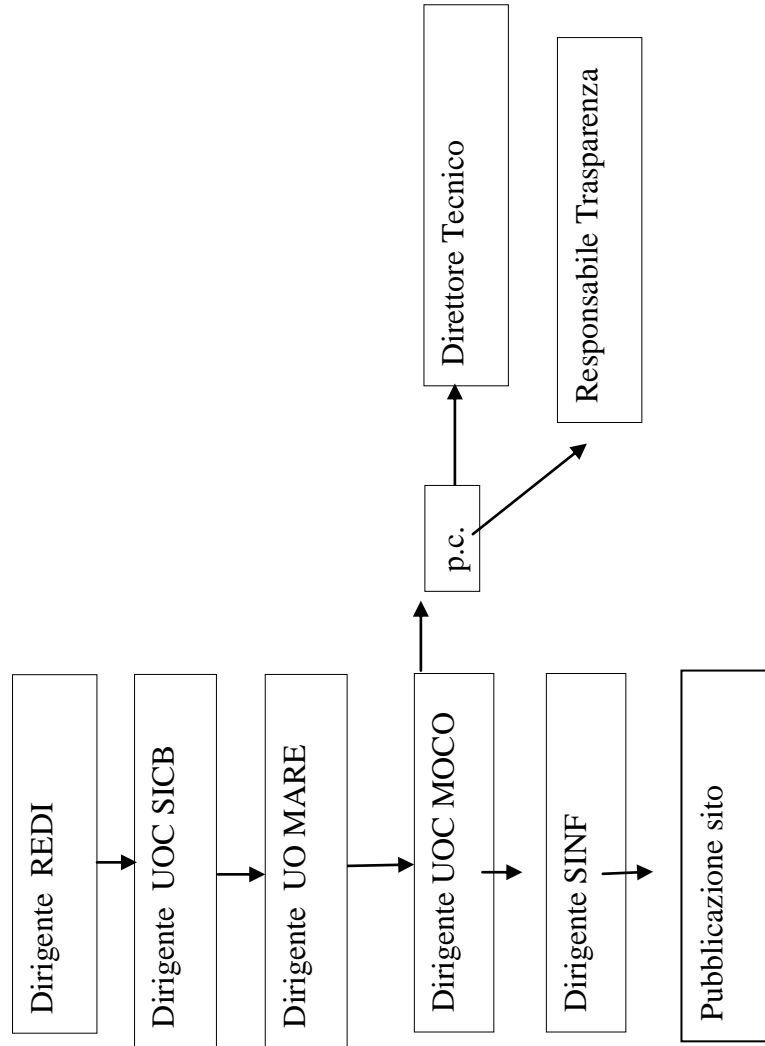 Dirigente  REDI
Dirigente  UOC SICB
Dirigente  UO MARE
Dirigente  UOC MOCO
p.c.
Direttore Tecnico
Responsabile Trasparenza
Dirigente SINF
Pubblicazione sito